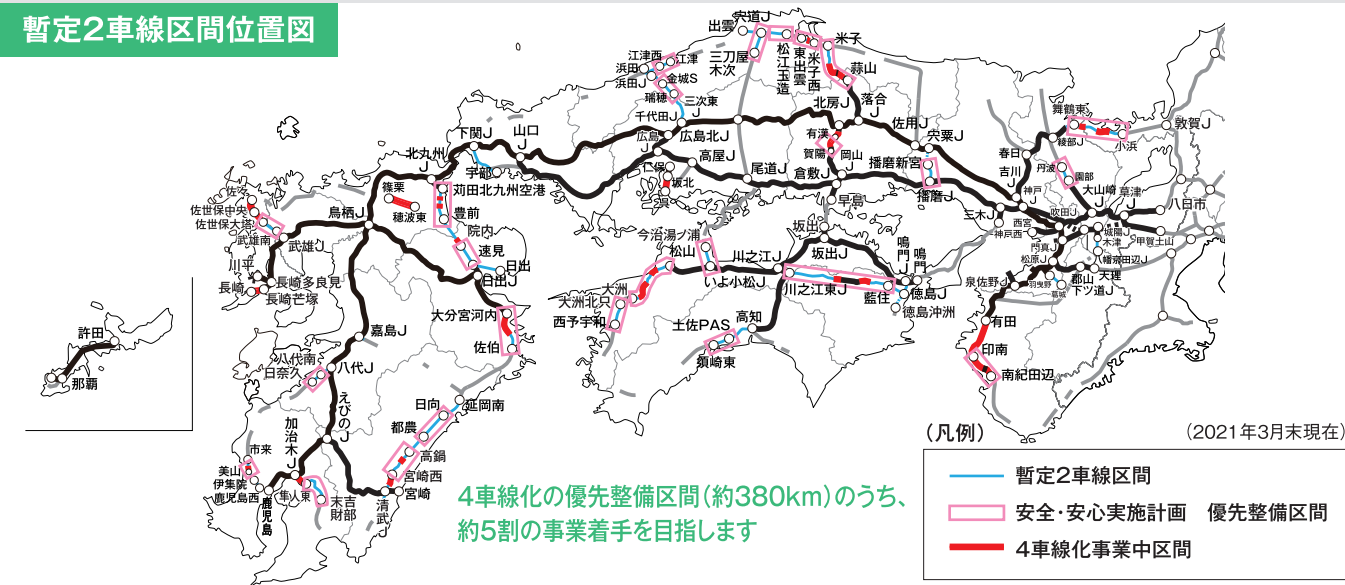 暫定2車線区間位置図
出雲
宍道J
三刀屋
木次
松江玉造
東出雲
米子西
米子
蒜山
江津西
江津
浜田
浜田J
金城S
瑞穂
三次東
千代田J
北房J
落合J
佐用J
宍粟J
舞鶴東
綾部J
小浜
敦賀J
下関J
山口J
広島J
広島北J
有漢
賀陽
岡山J
播磨新宮
春日
吉川J
丹波
園部
北九州J
宇部
苅田北九州空港
仁保J
坂北
呉
高屋J
尾道J
倉敷J
早島
播磨J
三木J
神戸J
神戸西
西宮
吹田J
大山崎J
草津J
八日市
佐々
佐世保中央
佐世保大塔
武雄南
武雄J
篠栗
穂波東
鳥栖J
豊前
院内
速見
日出
日出J
門真J
城陽J
木津
八幡京田辺J
甲賀土山
松原J
羽曳野
葛城
郡山
下ツ道J
天理
泉佐野J
川平
長崎
長崎多良見
長崎芒塚
今治湯ノ浦
松山
大洲
大洲北只
西予宇和
いよ小松J
川之江J
坂出J
坂出J
川之江東J
藍住
鳴門J
鳴門
徳島J
徳島沖洲
高知
土佐PAS
須崎東
大分宮河内
佐伯
有田
印南
南紀田辺
許田
那覇
嘉島J
八代南
日奈久
八代J
えびのJ
加治木J
日向
延岡南
都農
高鍋
宮崎西
宮崎
清武J
市来
美山
伊集院
鹿児島西
鹿児島
隼人東
末吉財部
4車線化の優先整備区間(約380km)のうち、
約5割の事業着手を目指します
(凡例)
(2021年3月末現在)
暫定2車線区間
安全・安心実施計画 優先整備区間
4車線化事業中区間